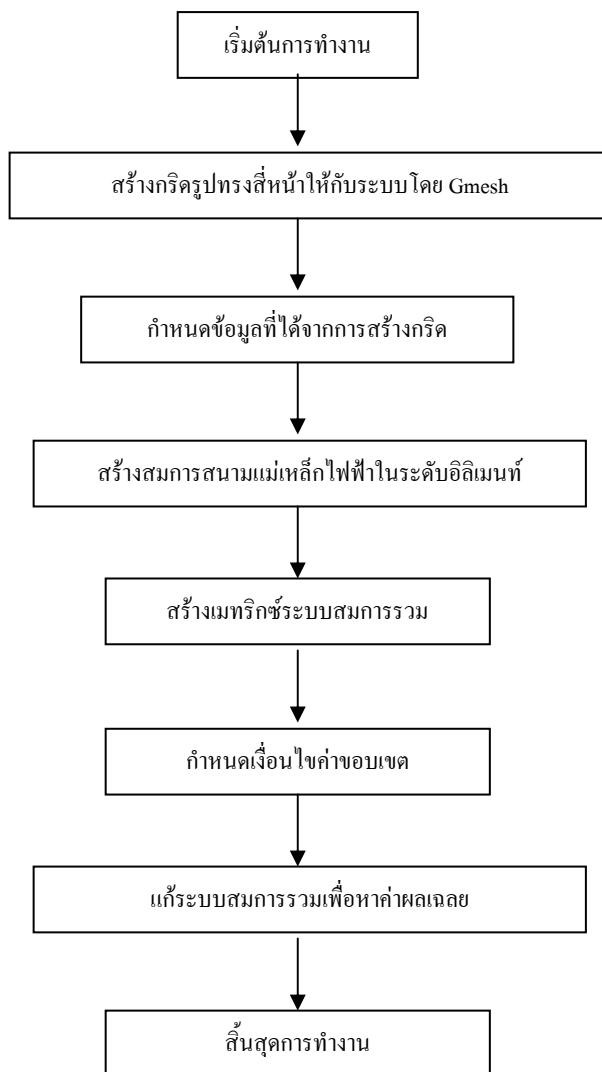 เริ่มต้นการทำงาน
สร้างกริดรูปทรงสี่หน้าให้กับระบบโดย Gmesh
กำหนดข้อมูลที่ได้จากการสร้างกริด
สร้างสมการสนามแม่เหล็กไฟฟ้าในระดับอิลิเมนท์
สร้างเมทริกซ์ระบบสมการรวม
กำหนดเงื่อนไขค่าขอบเขต
แก้ระบบสมการรวมเพื่อหาค่าผลเฉลย
สิ้นสุดการทำงาน